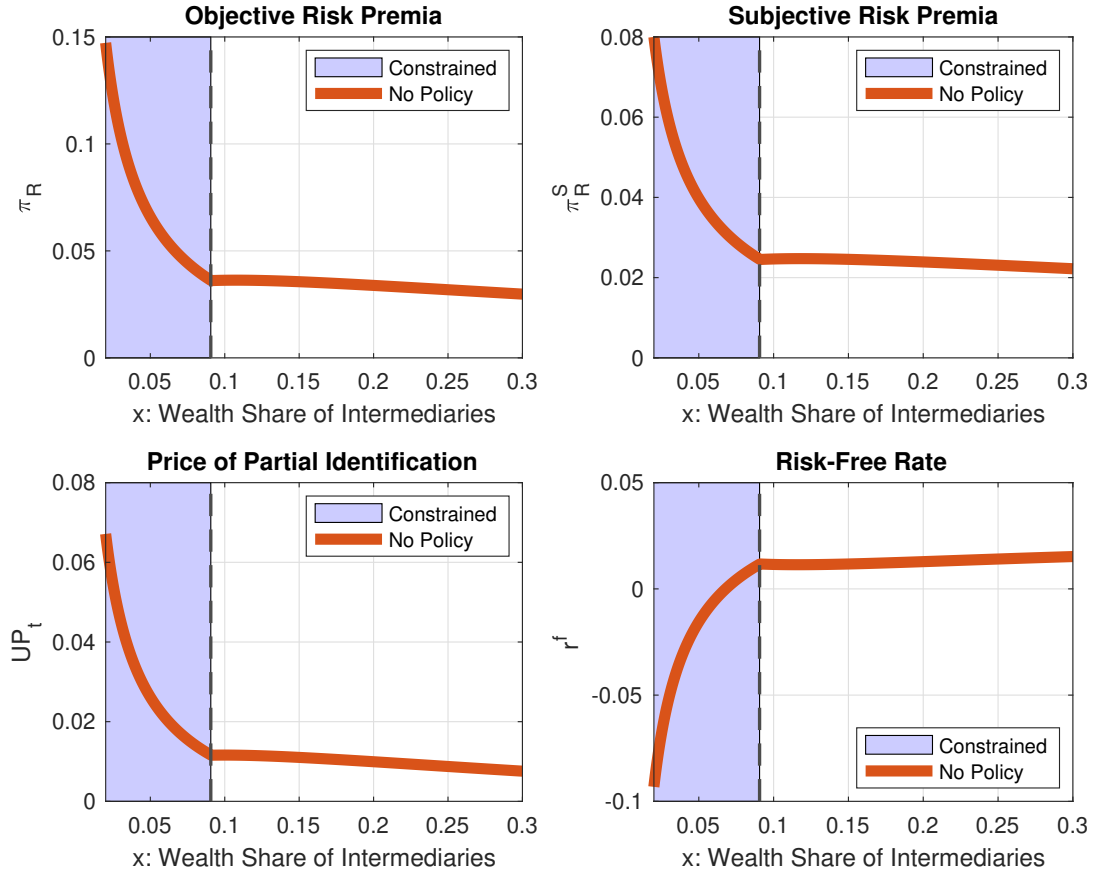 Objective Risk Premia
0.15
0.1
0.05
0
π_R
Constrained
No Policy
0.05 0.1 0.15 0.2 0.25 0.3
x: Wealth Share of Intermediaries
Subjective Risk Premia
0.08
0.06
0.04
0.02
0
π_R^S
Constrained
No Policy
0.05 0.1 0.15 0.2 0.25 0.3
x: Wealth Share of Intermediaries
Price of Partial Identification
0.08
0.06
0.04
0.02
0
UP_t
Constrained
No Policy
0.05 0.1 0.15 0.2 0.25 0.3
x: Wealth Share of Intermediaries
Risk-Free Rate
0.05
0
-0.05
-0.1
r^f
Constrained
No Policy
0.05 0.1 0.15 0.2 0.25 0.3
x: Wealth Share of Intermediaries